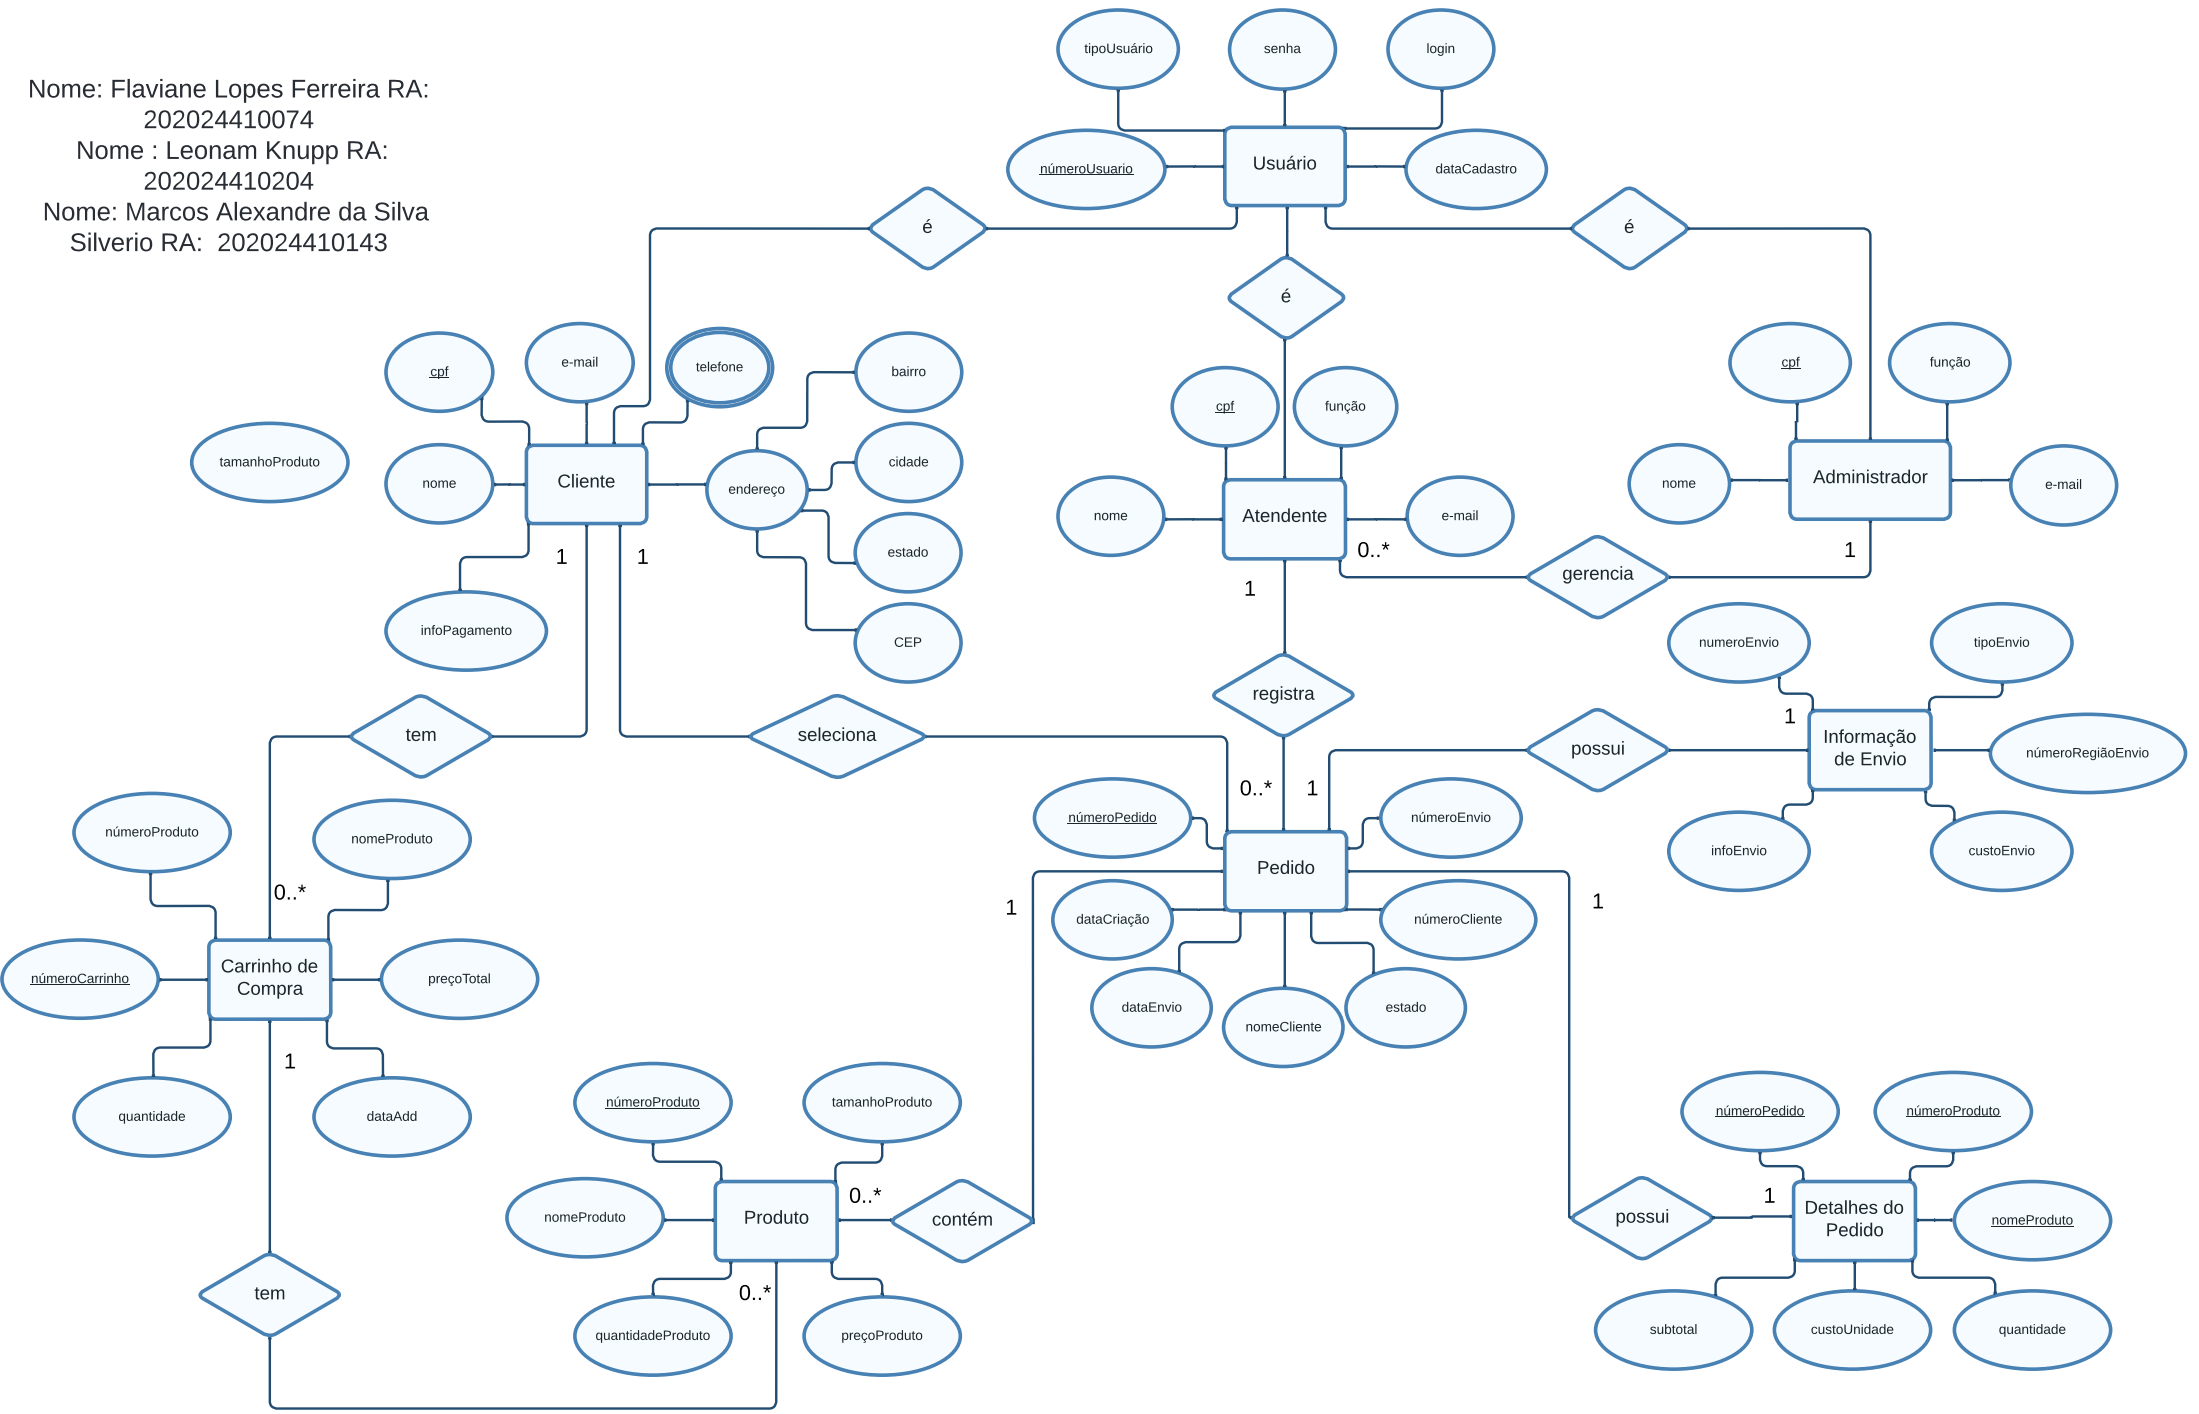 Nome: Flaviane Lopes Ferreira RA:
202024410074
Nome : Leonam Knupp RA:
202024410204
Nome: Marcos Alexandre da Silva
Silverio RA:  202024410143
tipoUsuário
senha
login
númeroUsuario
Usuário
dataCadastro
é
é
é
cpf
e-mail
telefone
bairro
tamanhoProduto
nome
Cliente
endereço
cidade
estado
CEP
infoPagamento
1
1
cpf
função
nome
Atendente
e-mail
0..*
1
cpf
função
nome
Administrador
e-mail
1
gerencia
tem
seleciona
registra
possui
numeroEnvio
tipoEnvio
1
Informação
de Envio
númeroRegiãoEnvio
infoEnvio
custoEnvio
0..*
1
númeroPedido
númeroEnvio
Pedido
1
1
dataCriação
númeroCliente
dataEnvio
nomeCliente
estado
númeroProduto
nomeProduto
0..*
númeroCarrinho
Carrinho de
Compra
preçoTotal
1
quantidade
dataAdd
tem
númeroProduto
tamanhoProduto
nomeProduto
Produto
0..*
contém
0..*
quantidadeProduto
preçoProduto
númeroPedido
númeroProduto
possui
1
Detalhes do
Pedido
nomeProduto
subtotal
custoUnidade
quantidade